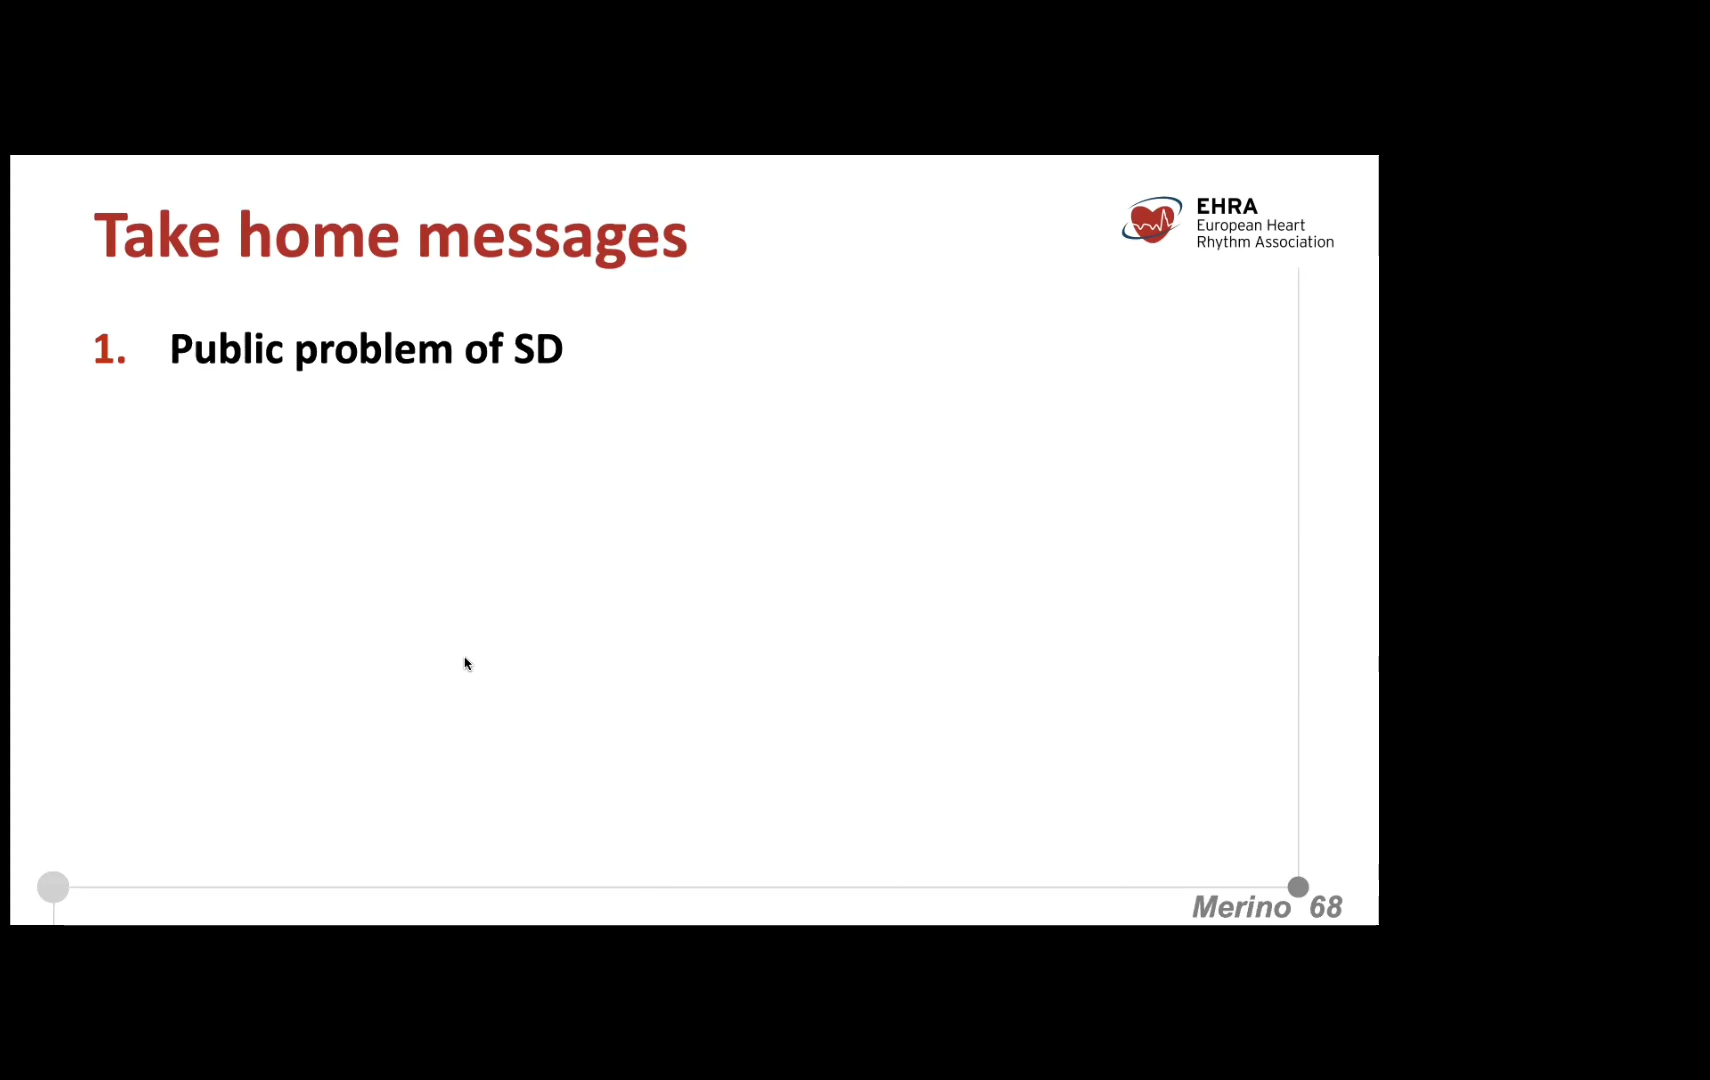 Take home messages
EHRA
European Heart
Rhythm Association
1. Public problem of SD
Merino 68